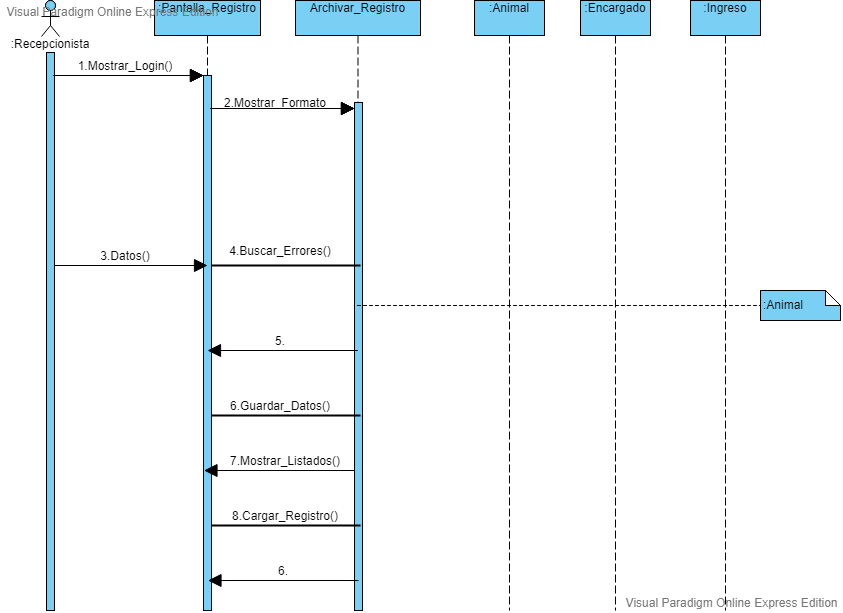 Visual Paradigm Online Express Edition
:Pantella_Registro
Archivar_Registro
:Animal
:Encargado
:Ingreso
:Recepcionista
1.Mostrar_Login()
2.Mostrar_Formato
3.Datos()
4.Buscar_Errores()
:Animal
5.
6.Guardar_Datos()
7.Mostrar_Listados()
8.Cargar_Registro()
6.
Visual Paradigm Online Express Edition